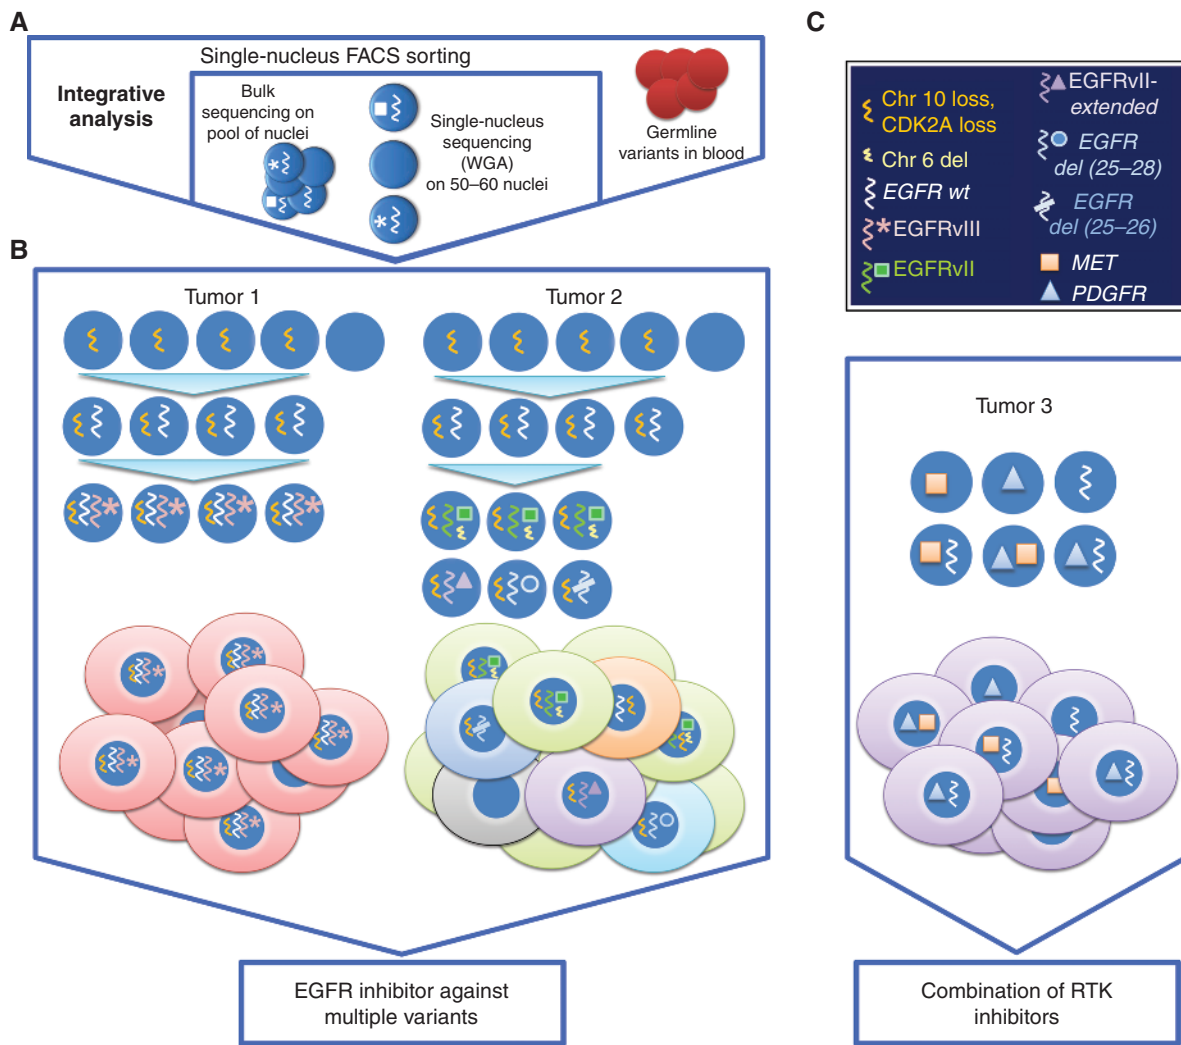 A
Single-nucleus FACS sorting
Integrative
analysis
Bulk
sequencing on
pool of nuclei
Single-nucleus
sequencing
(WGA)
on 50–60 nuclei
Germline
variants in blood
B
Tumor 1
Tumor 2
EGFR inhibitor against
multiple variants
C
Chr 10 loss,
CDK2A loss
Chr 6 del
EGFR wt
EGFRvIII
EGFRvII
EGFRvII-
extended
EGFR
del (25–28)
EGFR
del (25–26)
MET
PDGFR
Tumor 3
Combination of RTK
inhibitors